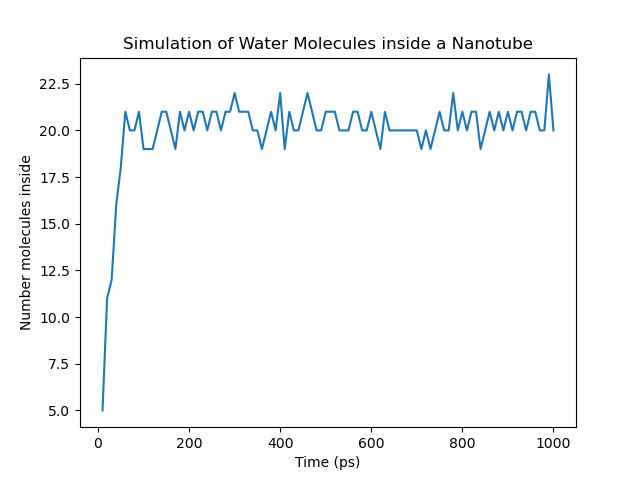 Simulation of Water Molecules inside a Nanotube
22.5
20.0
17.5
15.0
12.5
10.0
7.5
5.0
Number molecules inside
0 200 400 600 800 1000
Time (ps)